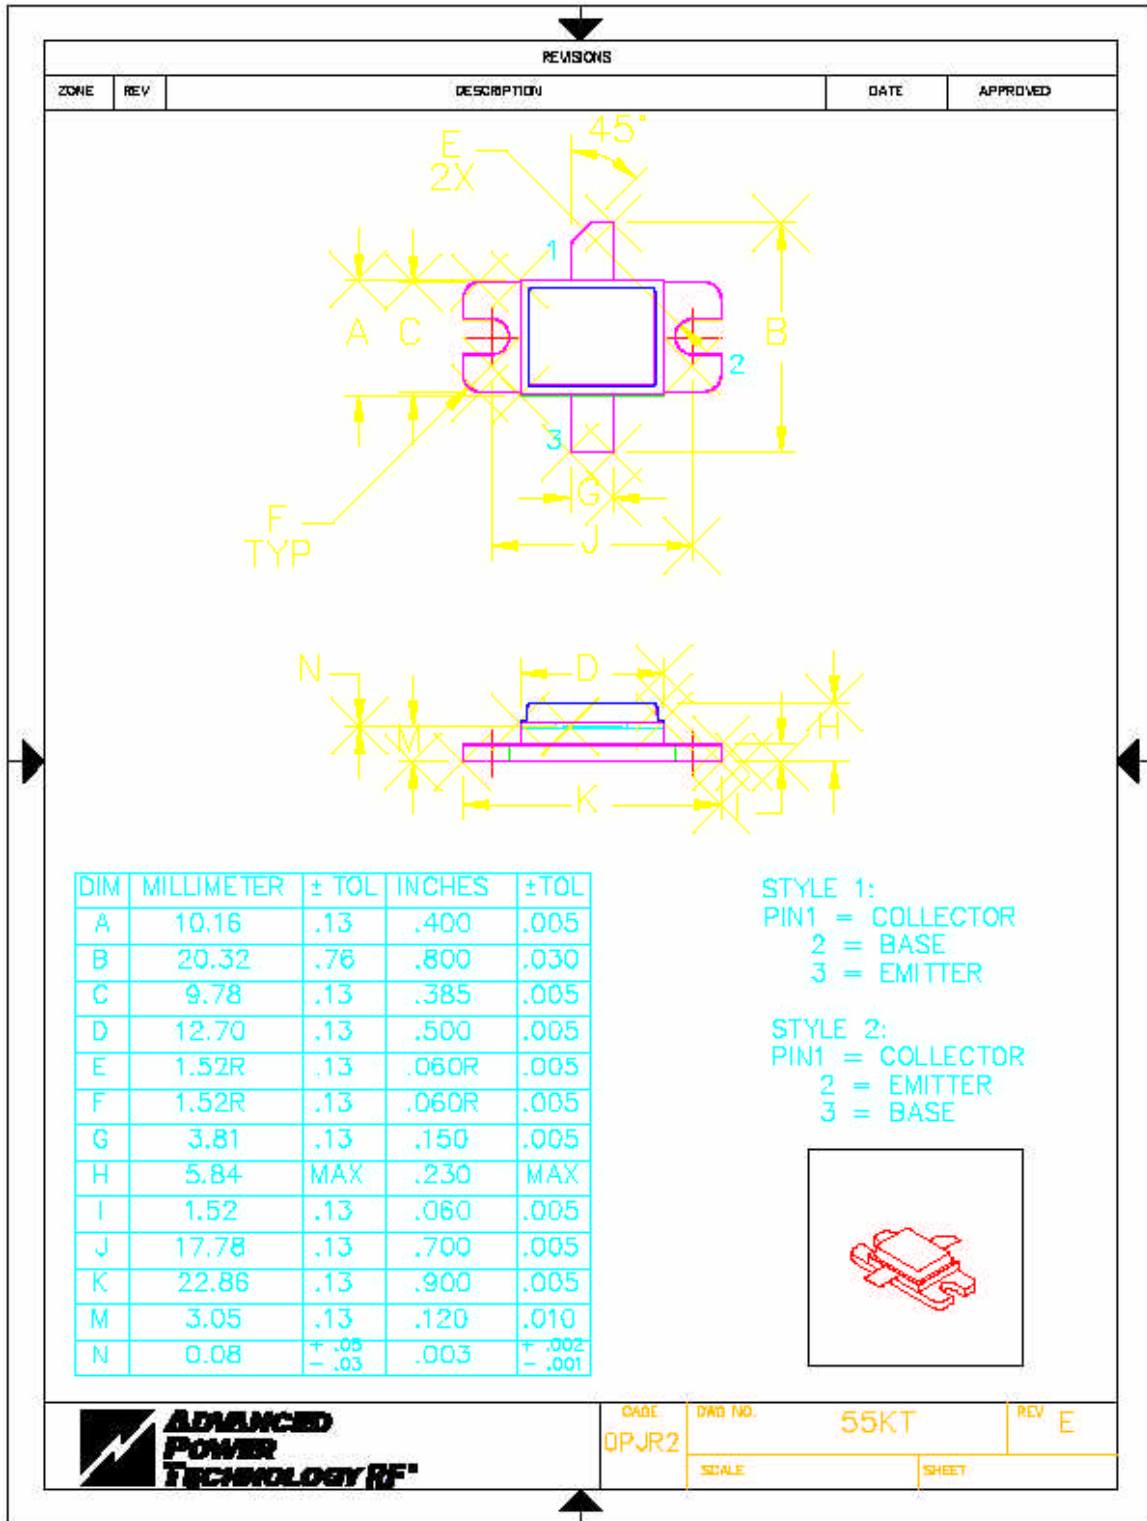 REVISIONS
ZONE REV DESCRIPTION DATE APPROVED
45°
E
2X
1
A C B
2
3
G
F
TYP
J
N D
M H
K I
DIM MILLIMETER ± TOL INCHES ±TOL
A 10.16 .13 .400 .005
B 20.32 .76 .800 .030
C 9.78 .13 .385 .005
D 12.70 .13 .500 .005
E 1.52R .13 .060R .005
F 1.52R .13 .060R .005
G 3.81 .13 .150 .005
H 5.84 MAX .230 MAX
I 1.52 .13 .060 .005
J 17.78 .13 .700 .005
K 22.86 .13 .900 .005
M 3.05 .13 .120 .010
N 0.08 + .05 - .03 .003 + .002 - .001
STYLE 1:
PIN1 = COLLECTOR
2 = BASE
3 = EMITTER
STYLE 2:
PIN1 = COLLECTOR
2 = EMITTER
3 = BASE
ADVANCED
POWER
TECHNOLOGY RF®
CAGE
0PJR2
DWG NO.
55KT
REV E
SCALE
SHEET